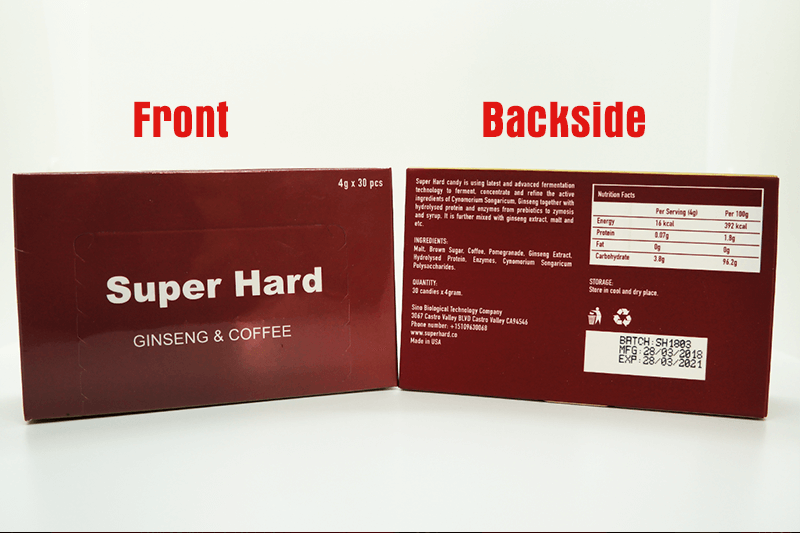 Front
Backside
4g x 30 pcs
Super Hard
GINSENG & COFFEE
Super Hard candy is using latest and advanced fermentation
technology to ferment, concentrate and refine the active
ingredients of Cynomorium Songaricum, Ginseng together with
hydrolysed protein and enzymes from prebiotics to zymesis
and syrup. It is further mixed with ginseng extract, malt and
etc.
INGREDIENTS:
Malt, Brown Sugar, Coffee, Pomegranade, Ginseng Extract,
Hydrolysed Protein, Enzymes, Cynamorium Songaricum
Polysaccharides.
QUANTITY:
30 candies x 4gram.
Sino Biological Technology Company
3067 Castro Valley BLVD Castro Valley CA94546
Phone number: +15109630068
www.superhard.co
Made in USA
Nutrition Facts
Per Serving (4g) Per 100g
Energy 16 kcal 392 kcal
Protein 0.07g 1.8g
Fat 0g 0g
Carbohydrate 3.8g 96.2g
STORAGE:
Store in cool and dry place.
BATCH:SH1803
MFG:28/03/2018
EXP:28/03/2021